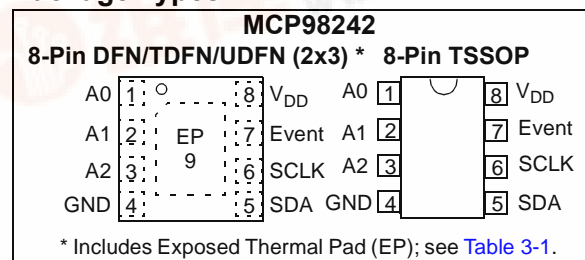 MCP98242
8-Pin DFN/TDFN/UDFN (2x3) * 8-Pin TSSOP
A0 1 8 VDD A0 1 8 VDD
A1 2 EP 7 Event A1 2 7 Event
A2 3 9 6 SCLK A2 3 6 SCLK
GND 4 5 SDA GND 4 5 SDA
* Includes Exposed Thermal Pad (EP); see Table 3-1.